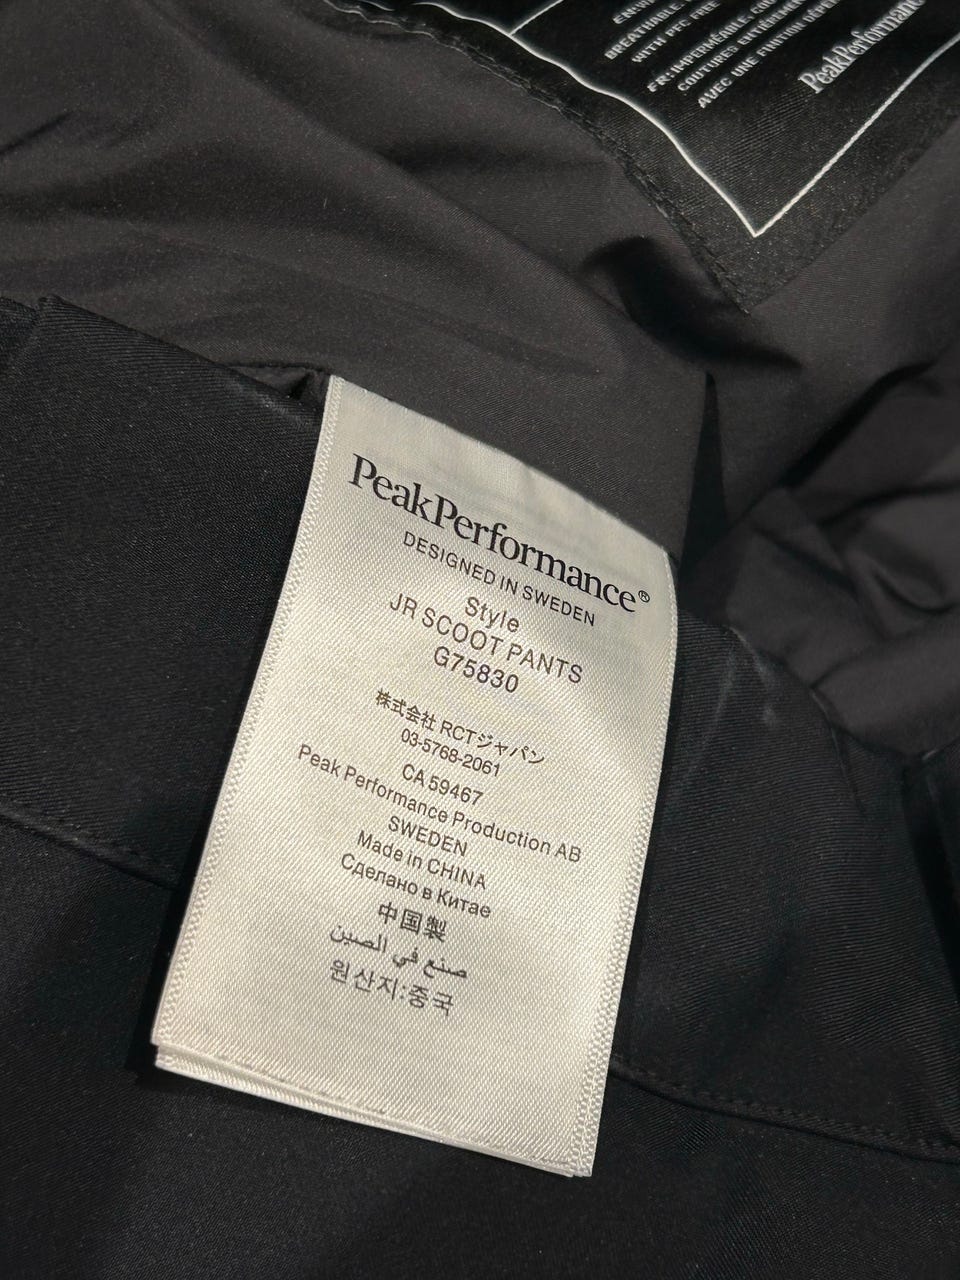 BREATHABLE,
WITH PFC FREE
FR:IMPERMÉABLE,
COUTURES
AVEC UNE FINITION
PeakPerformance
PeakPerformance®
DESIGNED IN SWEDEN
Style
JR SCOOT PANTS
G75830
株式会社 RCTジャパン
03-5768-2061
CA 59467
Peak Performance Production AB
SWEDEN
Made in CHINA
Сделано в Китае
中国製
صنع في الصين
원산지:중국